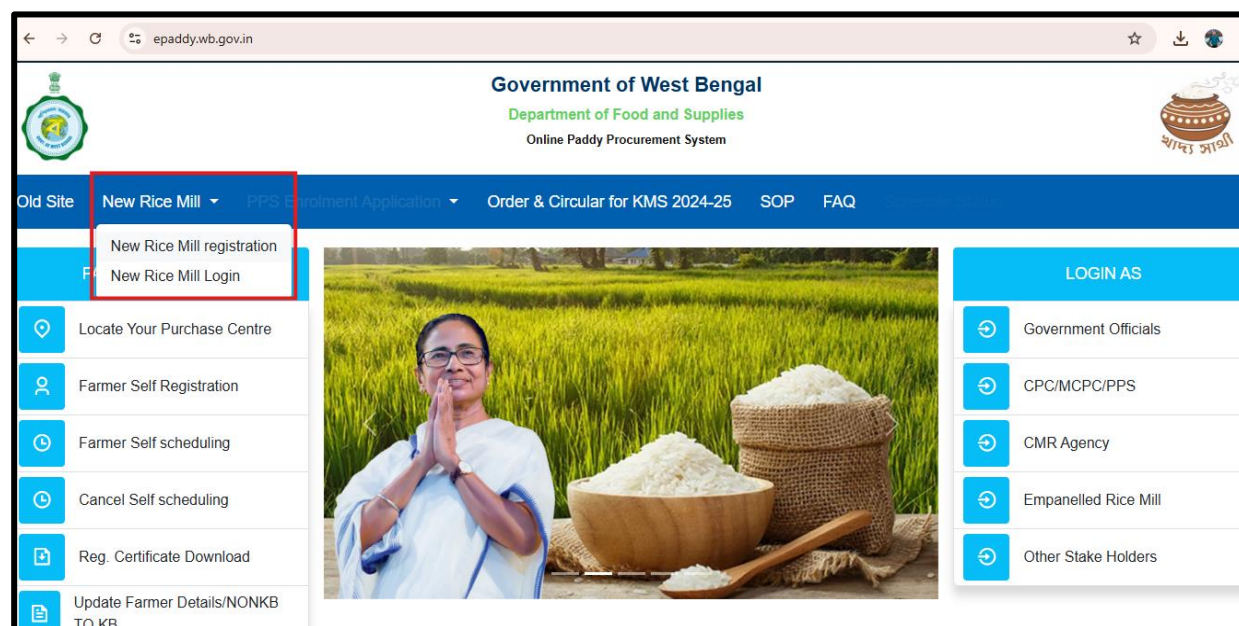 epaddy.wb.gov.in
Government of West Bengal
Department of Food and Supplies
Online Paddy Procurement System
খাদ্য সাথী
Old Site New Rice Mill PPS Enrolment Application Order & Circular for KMS 2024-25 SOP FAQ
New Rice Mill registration
New Rice Mill Login
Locate Your Purchase Centre
Farmer Self Registration
Farmer Self scheduling
Cancel Self scheduling
Reg. Certificate Download
Update Farmer Details/NONKB
TO KB
LOGIN AS
Government Officials
CPC/MCPC/PPS
CMR Agency
Empanelled Rice Mill
Other Stake Holders